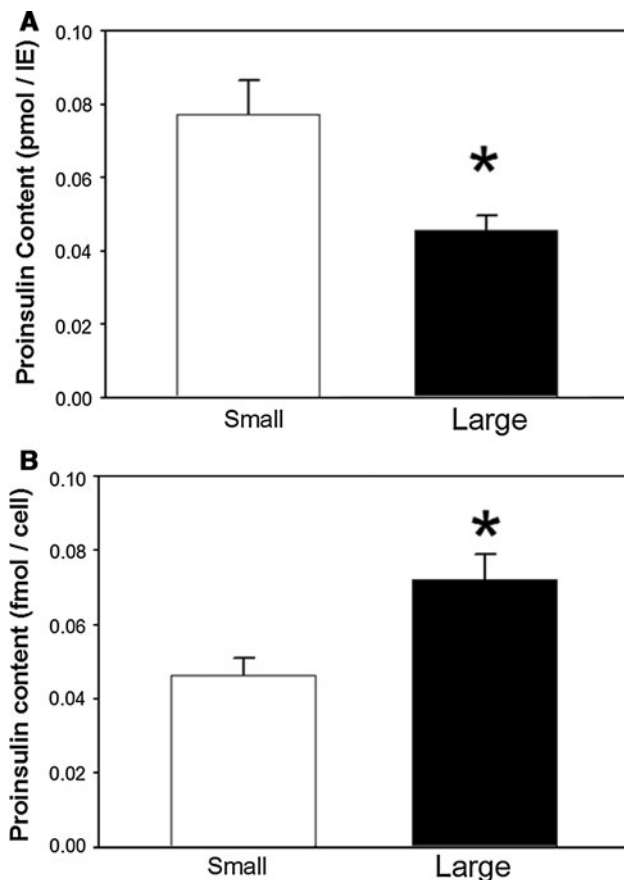 A
Proinsulin Content (pmol / IE)
0.10
0.08
0.06
0.04
0.02
0.00
*
Small Large
B
Proinsulin content (fmol / cell)
0.10
0.08
0.06
0.04
0.02
0.00
*
Small Large